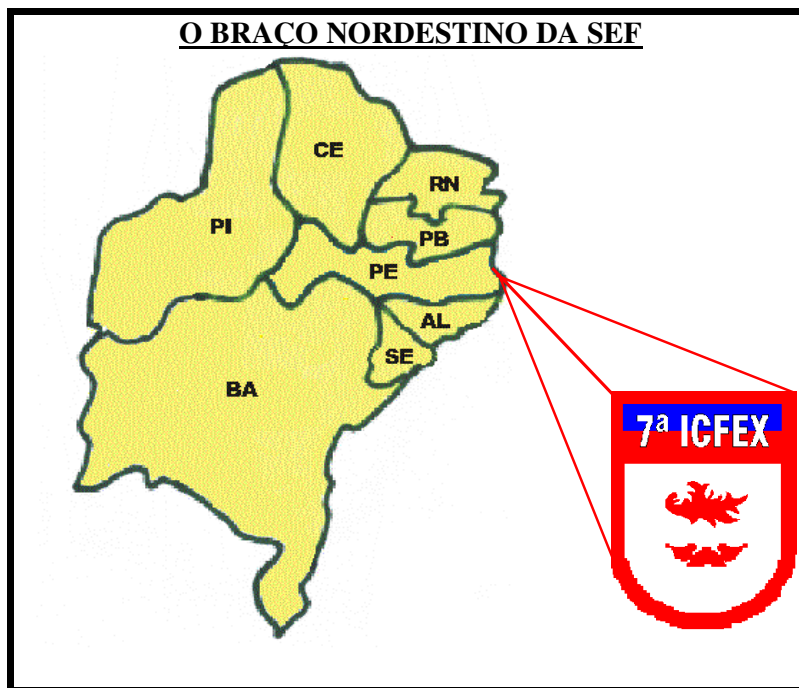 O BRAÇO NORDESTINO DA SEF
CE
RN
PI
PB
PE
AL
SE
BA
7ª ICFEX